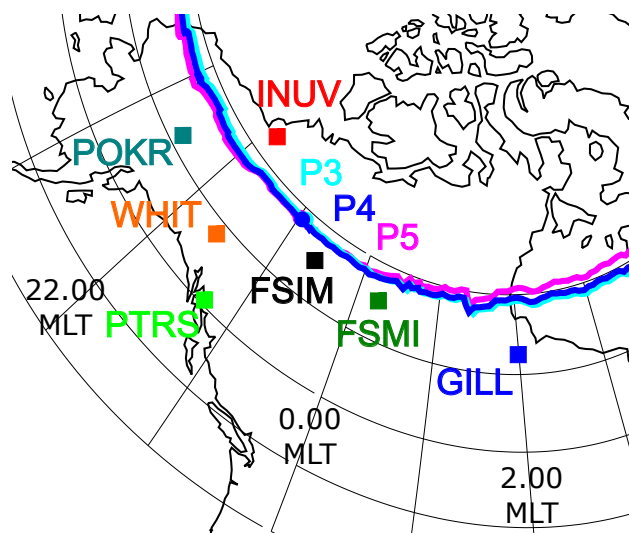 INUV
POKR
P3
WHIT
P4
P5
22.00
MLT
FSIM
PTRS
FSMI
GILL
0.00
MLT
2.00
MLT